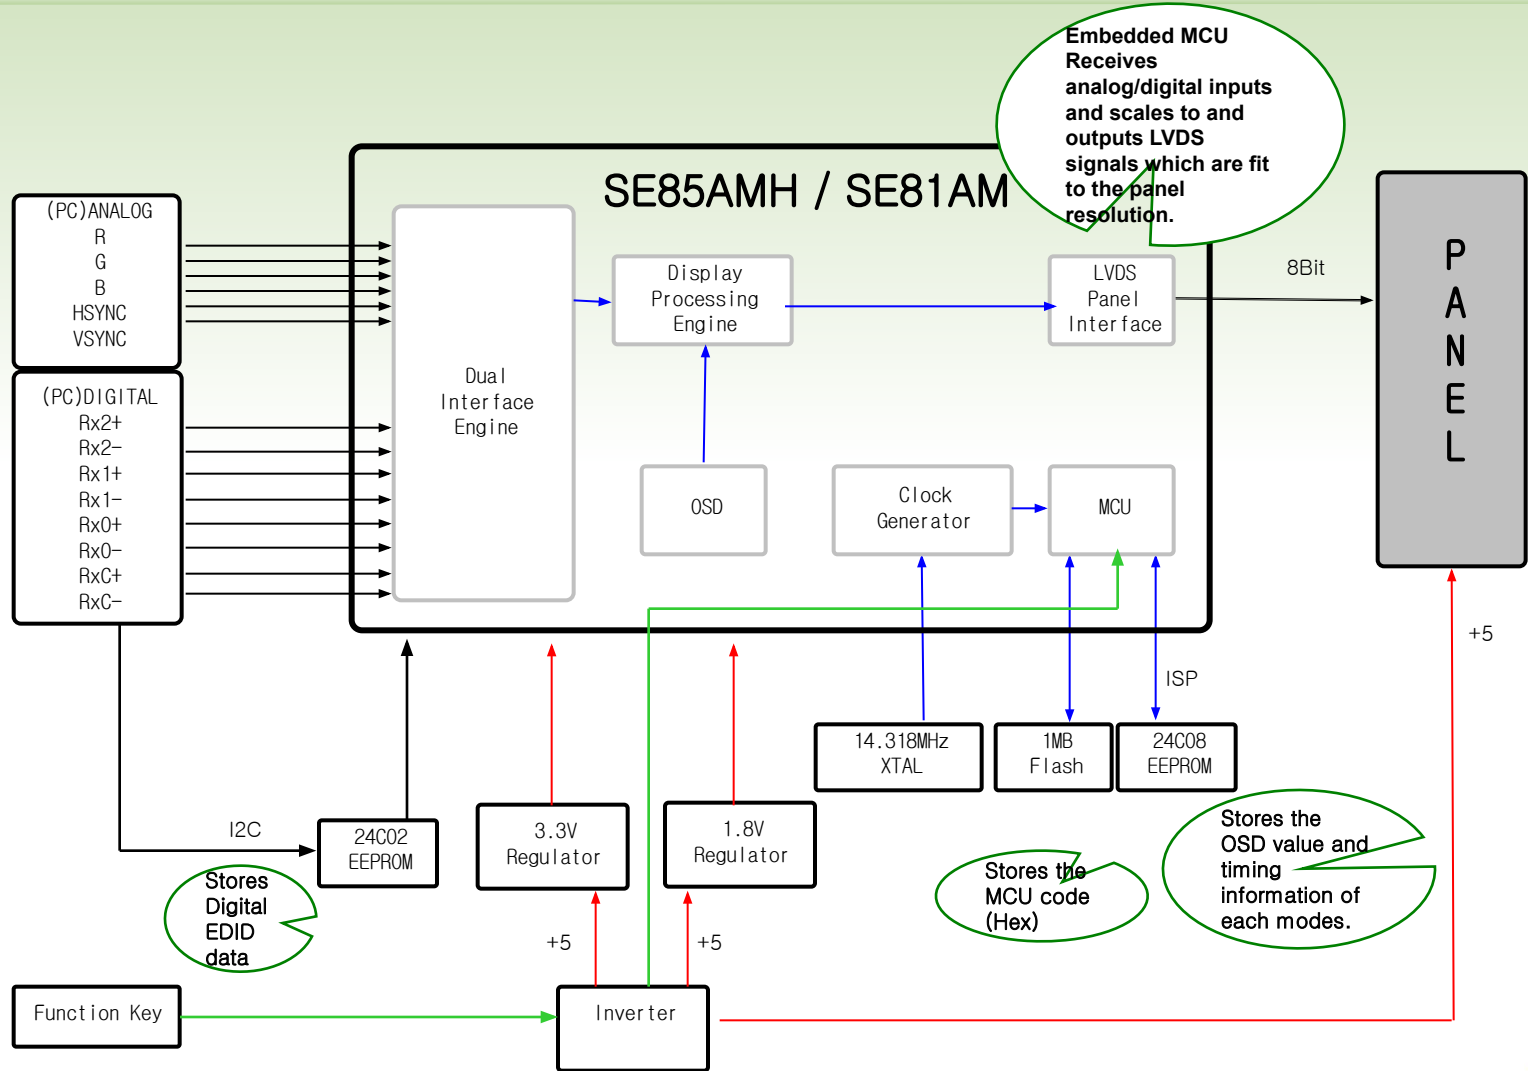 Embedded MCU
Receives
analog/digital inputs
and scales to and
outputs LVDS
signals which are fit
to the panel
resolution.
SE85AMH / SE81AM
(PC)ANALOG
R
G
B
HSYNC
VSYNC
(PC)DIGITAL
Rx2+
Rx2-
Rx1+
Rx1-
Rx0+
Rx0-
RxC+
RxC-
Dual
Interface
Engine
Display
Processing
Engine
LVDS
Panel
Interface
8Bit
P
A
N
E
L
OSD
Clock
Generator
MCU
+5
ISP
14.318MHz
XTAL
1MB
Flash
24C08
EEPROM
I2C
24C02
EEPROM
3.3V
Regulator
1.8V
Regulator
Stores
Digital
EDID
data
Stores the
MCU code
(Hex)
Stores the
OSD value and
timing
information of
each modes.
+5
+5
Function Key
Inverter